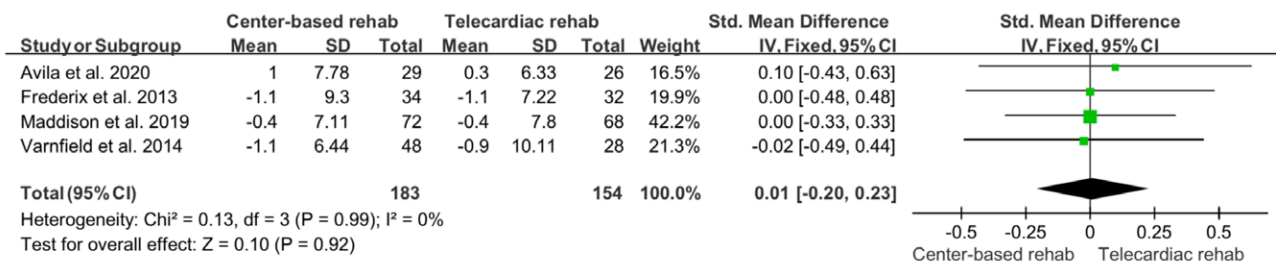 Center-based rehab Telecardiac rehab Std. Mean Difference Std. Mean Difference
Study or Subgroup Mean SD Total Mean SD Total Weight IV, Fixed, 95% CI IV, Fixed, 95% CI
Avila et al. 2020 1 7.78 29 0.3 6.33 26 16.5% 0.10 [-0.43, 0.63]
Frederix et al. 2013 -1.1 9.3 34 -1.1 7.22 32 19.9% 0.00 [-0.48, 0.48]
Maddison et al. 2019 -0.4 7.11 72 -0.4 7.8 68 42.2% 0.00 [-0.33, 0.33]
Varnfield et al. 2014 -1.1 6.44 48 -0.9 10.11 28 21.3% -0.02 [-0.49, 0.44]
Total (95% CI) 183 154 100.0% 0.01 [-0.20, 0.23]
Heterogeneity: Chi² = 0.13, df = 3 (P = 0.99); I² = 0%
Test for overall effect: Z = 0.10 (P = 0.92)
-0.5 -0.25 0 0.25 0.5
Center-based rehab Telecardiac rehab